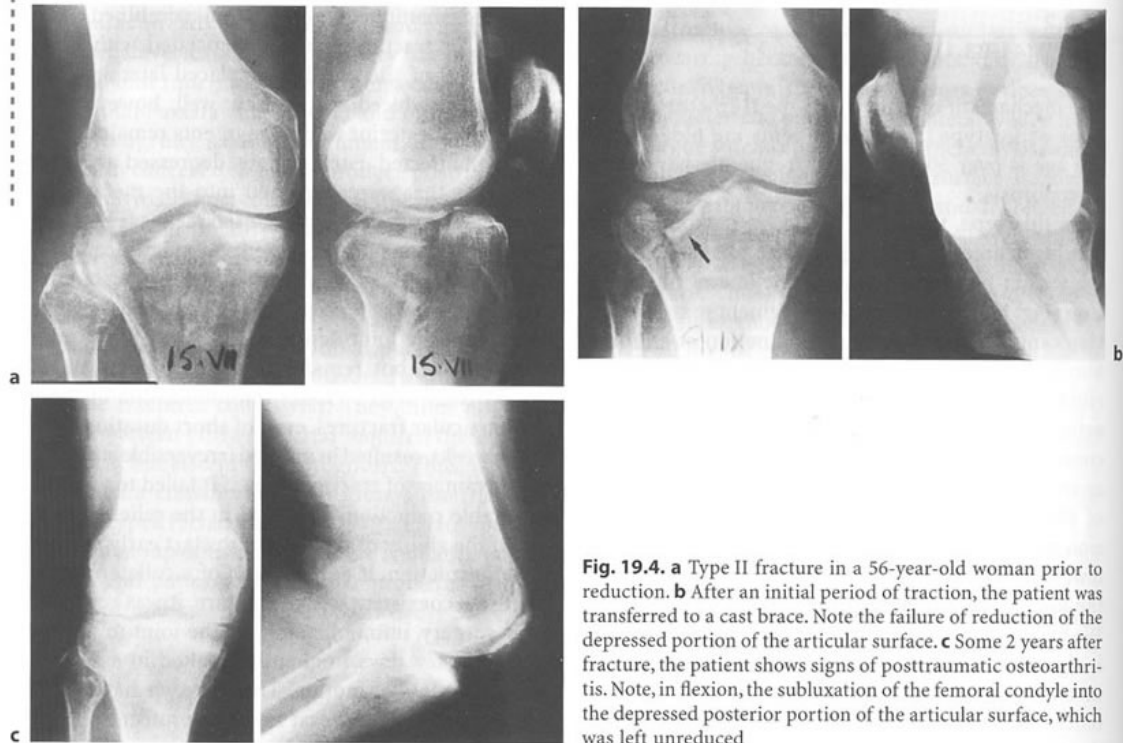 15·VII
15·VII
IX
a
b
c
Fig. 19.4. a Type II fracture in a 56-year-old woman prior to
reduction. b After an initial period of traction, the patient was
transferred to a cast brace. Note the failure of reduction of the
depressed portion of the articular surface. c Some 2 years after
fracture, the patient shows signs of posttraumatic osteoarthri-
tis. Note, in flexion, the subluxation of the femoral condyle into
the depressed posterior portion of the articular surface, which
was left unreduced